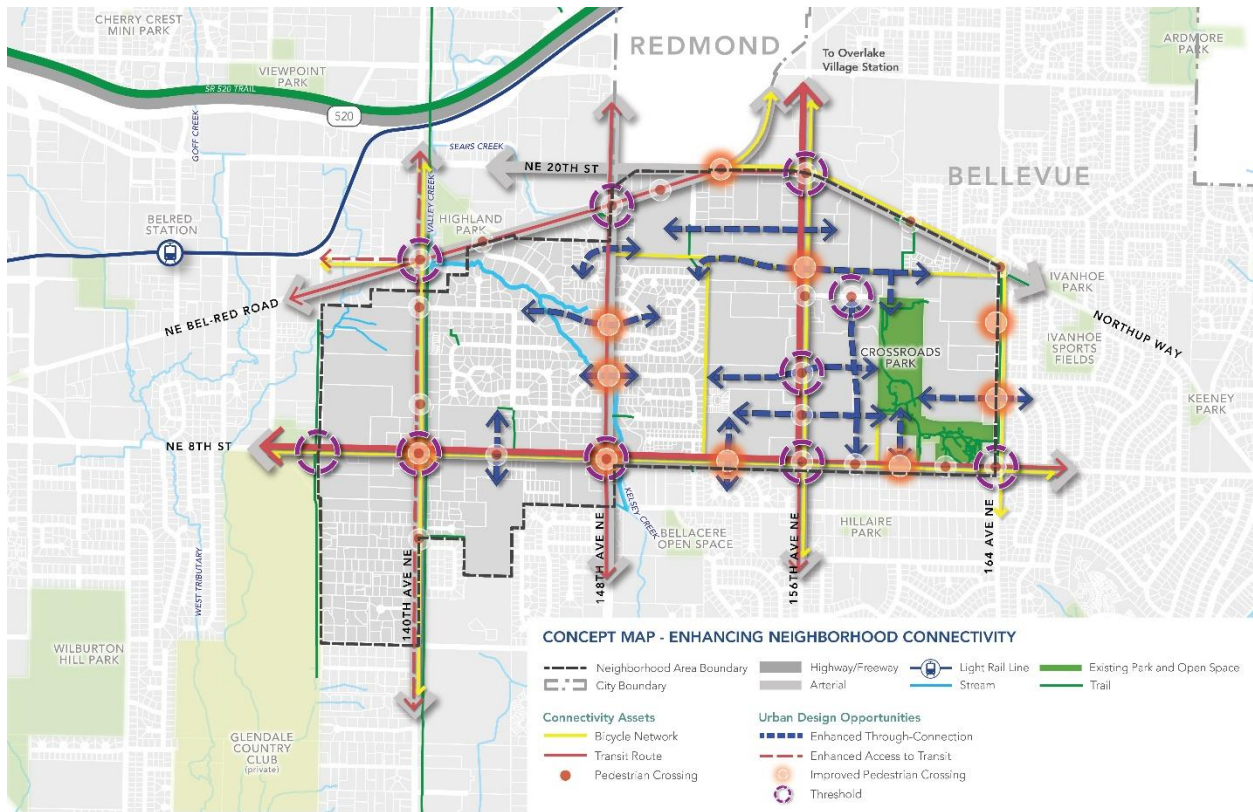 CHERRY CREST
MINI PARK
REDMOND
ARDMORE
PARK
To Overlake
Village Station
VIEWPOINT
PARK
SR 520 TRAIL
520
GOFF CREEK
SEARS CREEK
NE 20TH ST
BELLEVUE
VALLEY CREEK
HIGHLAND
PARK
BELRED
STATION
IVANHOE
PARK
NE BEL-RED ROAD
NORTHUP WAY
CROSSROADS
PARK
IVANHOE
SPORTS
FIELDS
KEENEY
PARK
NE 8TH ST
KELSEY CREEK
BELLACERE
OPEN SPACE
HILLAIRE
PARK
140TH AVE NE
148TH AVE NE
156TH AVE NE
164 AVE NE
WEST TRIBUTARY
WILBURTON
HILL PARK
GLENDALE
COUNTRY
CLUB
(private)
CONCEPT MAP - ENHANCING NEIGHBORHOOD CONNECTIVITY
Neighborhood Area Boundary
City Boundary
Highway/Freeway
Arterial
Light Rail Line
Stream
Existing Park and Open Space
Trail
Connectivity Assets
Bicycle Network
Transit Route
Pedestrian Crossing
Urban Design Opportunities
Enhanced Through-Connection
Enhanced Access to Transit
Improved Pedestrian Crossing
Threshold